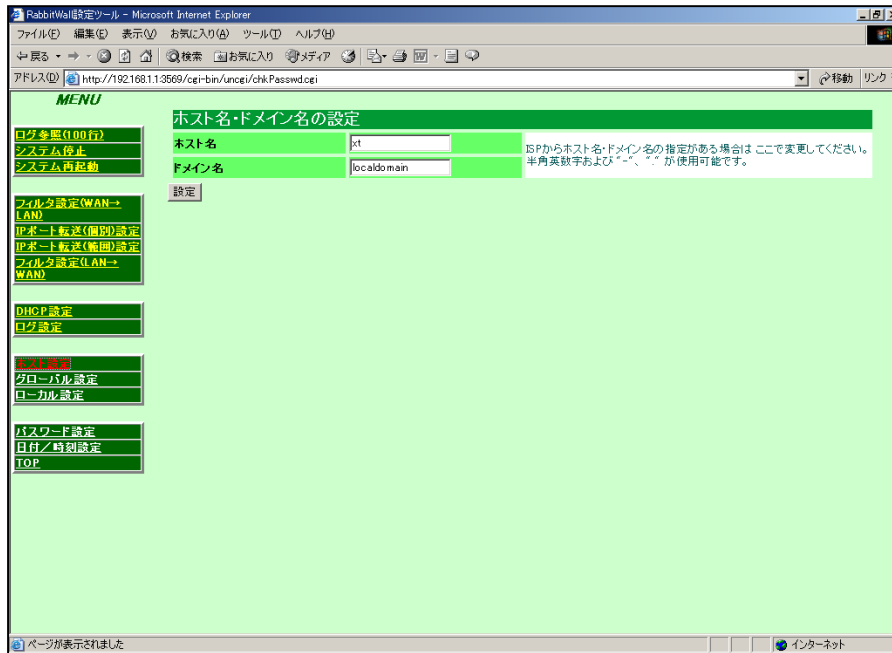 RabbitWall設定ツール - Microsoft Internet Explorer
ファイル(F) 編集(E) 表示(V) お気に入り(A) ツール(T) ヘルプ(H)
戻る 検索 お気に入り メディア
アドレス(D) http://192.168.1.1:3569/cgi-bin/uncgi/chkPasswd.cgi 移動 リンク
MENU
ログ参照(100行)
システム停止
システム再起動
フィルタ設定(WAN→
LAN)
IPポート転送(個別)設定
IPポート転送(範囲)設定
フィルタ設定(LAN→
WAN)
DHCP設定
ログ設定
ホスト設定
グローバル設定
ローカル設定
パスワード設定
日付/時刻設定
TOP
ホスト名・ドメイン名の設定
ホスト名 xt
ドメイン名 localdomain
ISPからホスト名・ドメイン名の指定がある場合は ここで変更してください。
半角英数字および "-"、 "." が使用可能です。
設定
ページが表示されました インターネット